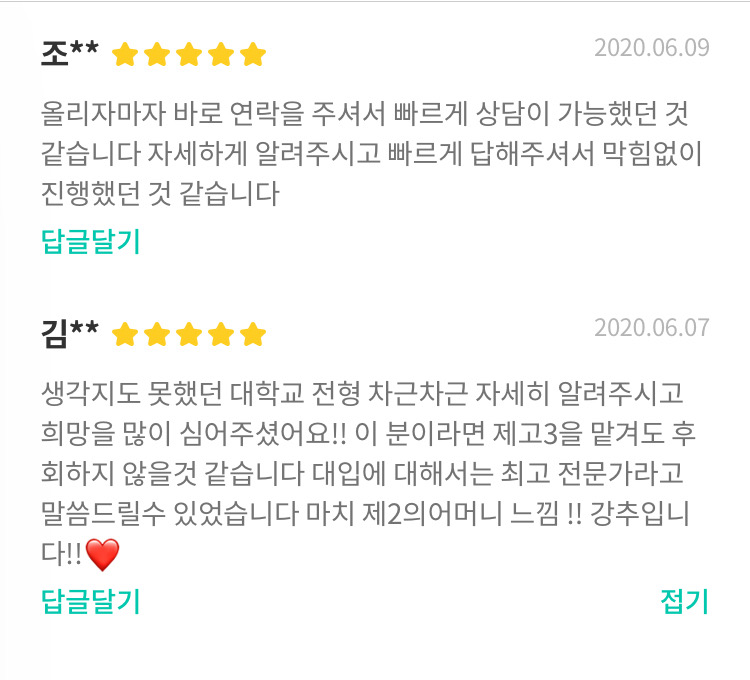 조** ★★★★★ 2020.06.09
올리자마자 바로 연락을 주셔서 빠르게 상담이 가능했던 것
같습니다 자세하게 알려주시고 빠르게 답해주셔서 막힘없이
진행했던 것 같습니다
답글달기
김** ★★★★★ 2020.06.07
생각지도 못했던 대학교 전형 차근차근 자세히 알려주시고
희망을 많이 심어주셨어요!! 이 분이라면 제고3을 맡겨도 후
회하지 않을것 같습니다 대입에 대해서는 최고 전문가라고
말씀드릴수 있었습니다 마치 제2의어머니 느낌 !! 강추입니
다!!❤️
답글달기 접기